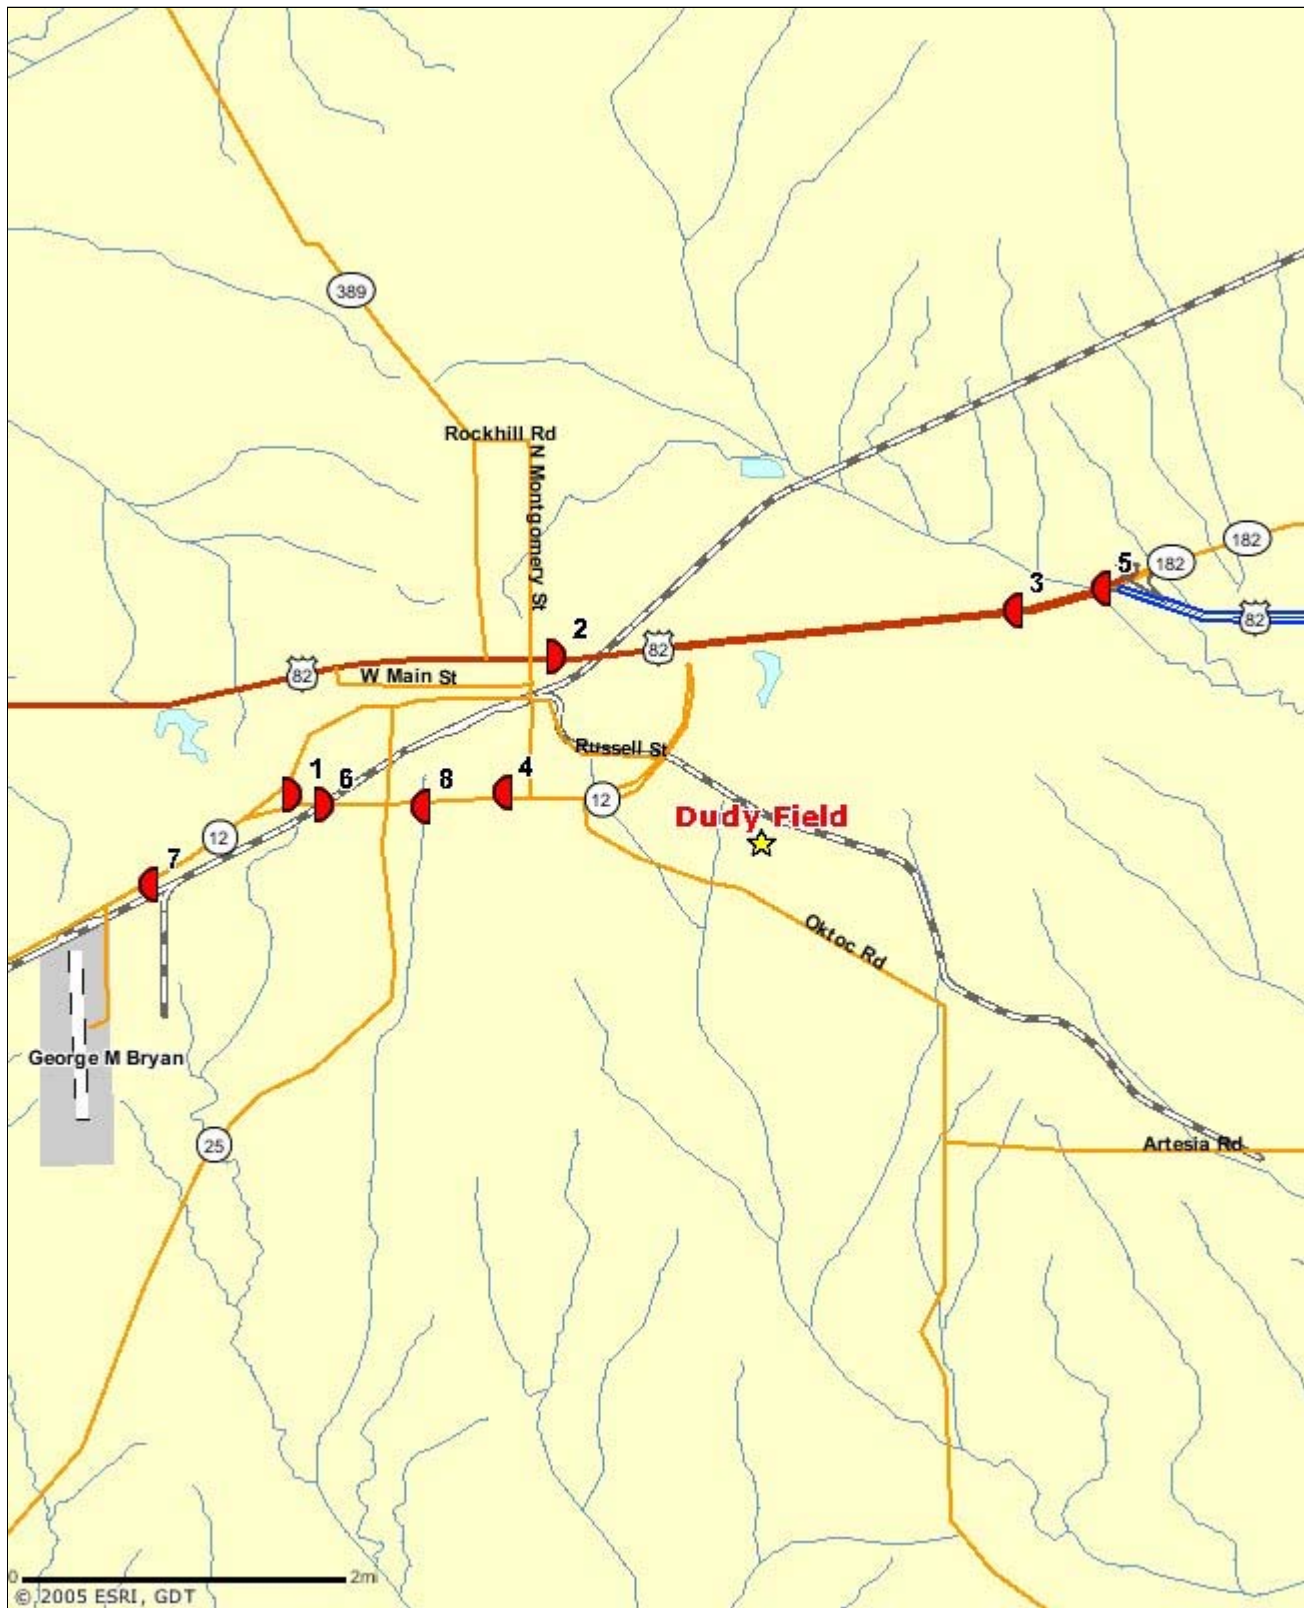 389
Rockhill Rd
N Montgomery St
182
182
5
3
82
2
82
82
W Main St
Russell St
1
6
8
4
12
Dudy Field
12
7
Oktoc Rd
George M Bryan
25
Artesia Rd
0 2mi
© 2005 ESRI, GDT